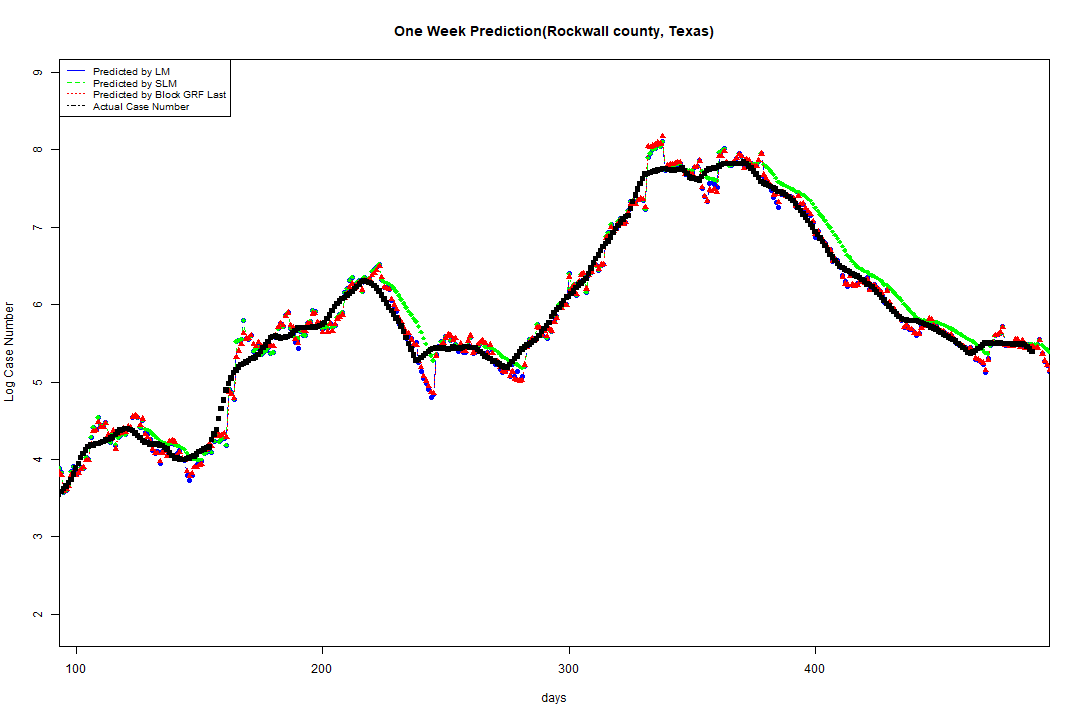 One Week Prediction(Rockwall county, Texas)
Predicted by LM
Predicted by SLM
Predicted by Block GRF Last
Actual Case Number
9
8
7
6
5
4
3
2
Log Case Number
100 200 300 400
days